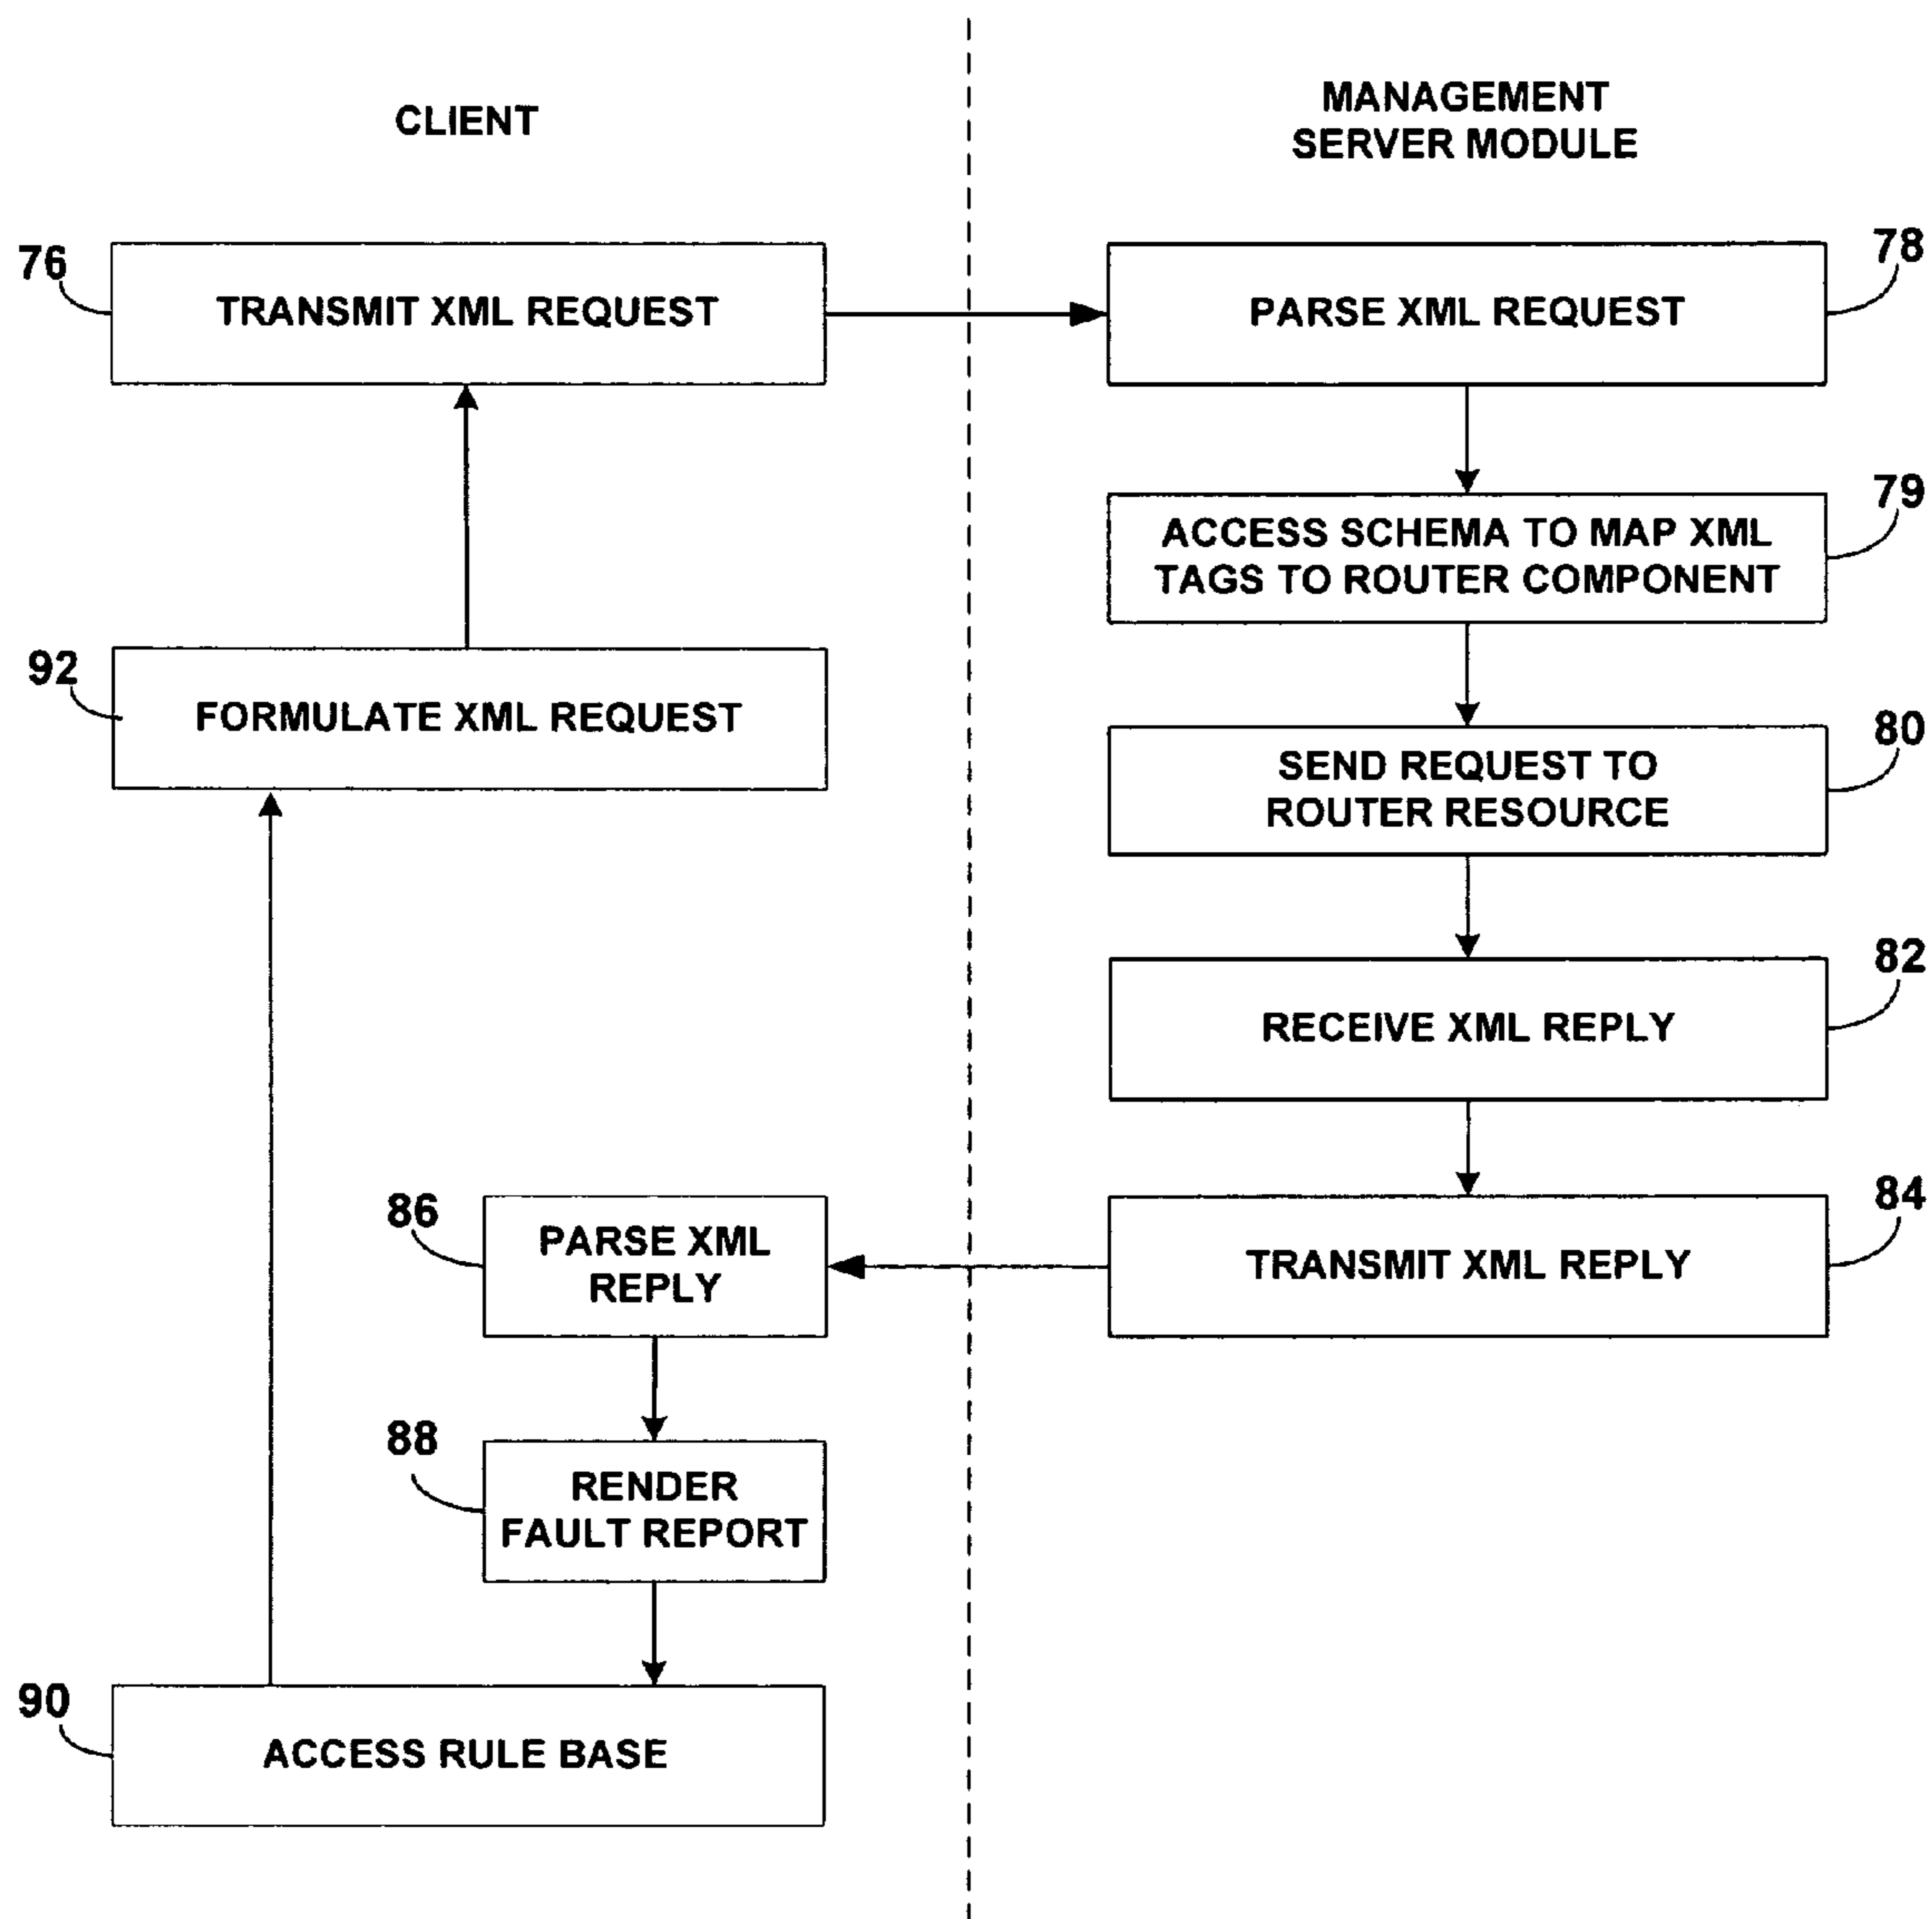 CLIENT
MANAGEMENT
SERVER MODULE
76
TRANSMIT XML REQUEST
78
PARSE XML REQUEST
79
ACCESS SCHEMA TO MAP XML
TAGS TO ROUTER COMPONENT
92
FORMULATE XML REQUEST
80
SEND REQUEST TO
ROUTER RESOURCE
82
RECEIVE XML REPLY
84
TRANSMIT XML REPLY
86
PARSE XML
REPLY
88
RENDER
FAULT REPORT
90
ACCESS RULE BASE